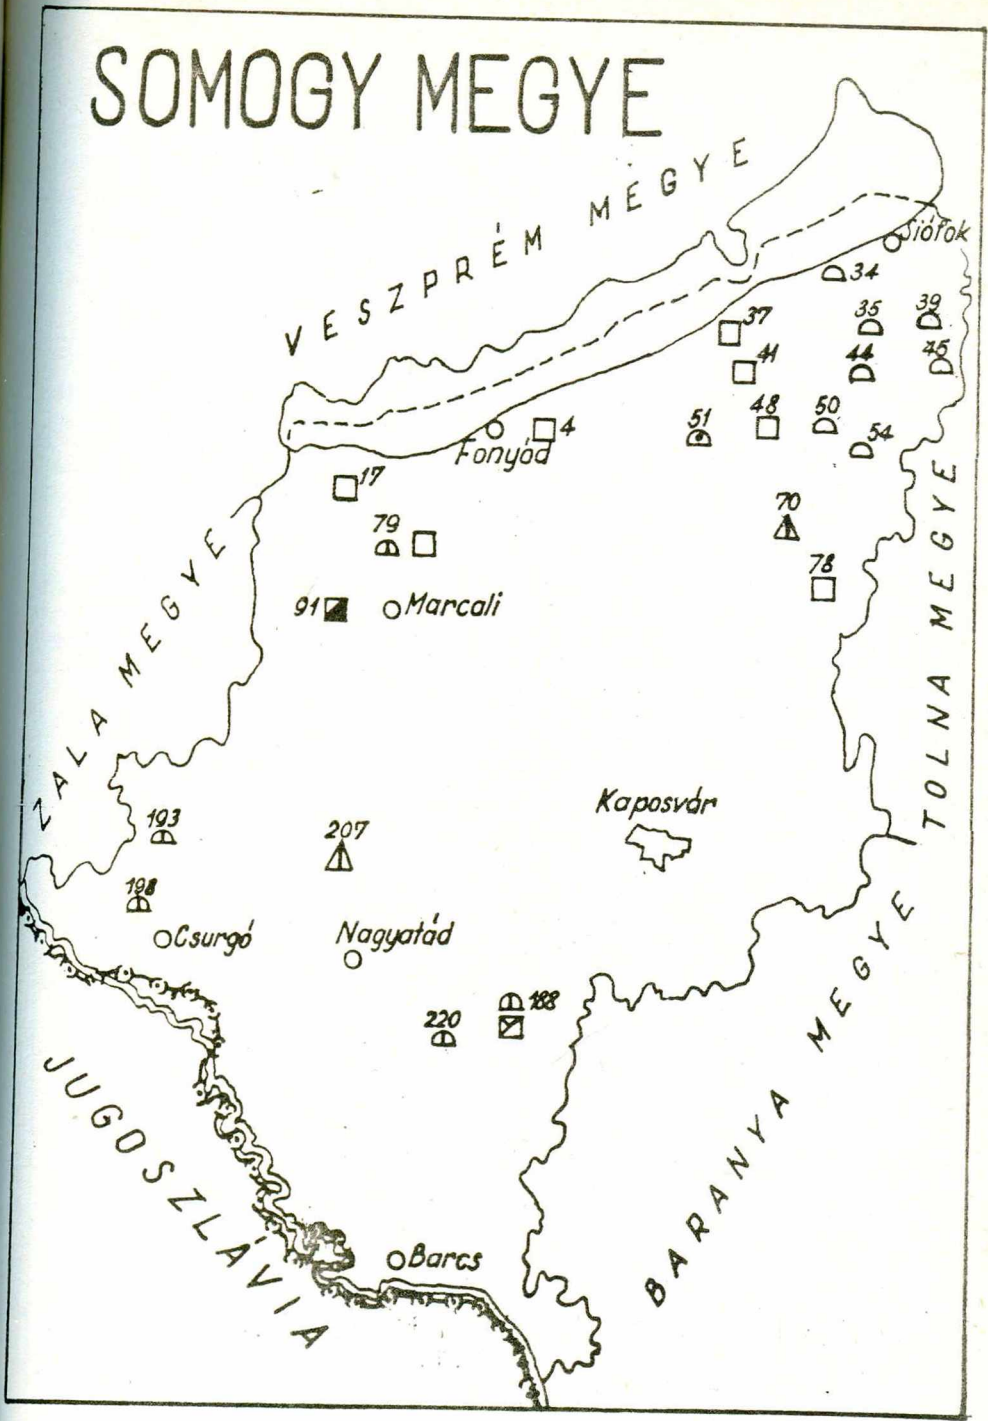 SOMOGY MEGYE
VESZPRÉM MEGYE
Siófok
34
35
39
37
41
44
45
4
51
48
50
54
Fonyód
17
79
70
78
91
Marcali
ZALA MEGYE
TOLNA MEGYE
Kaposvár
193
207
198
Csurgó
Nagyatád
188
220
BARANYA MEGYE
JUGOSZLÁVIA
Barcs